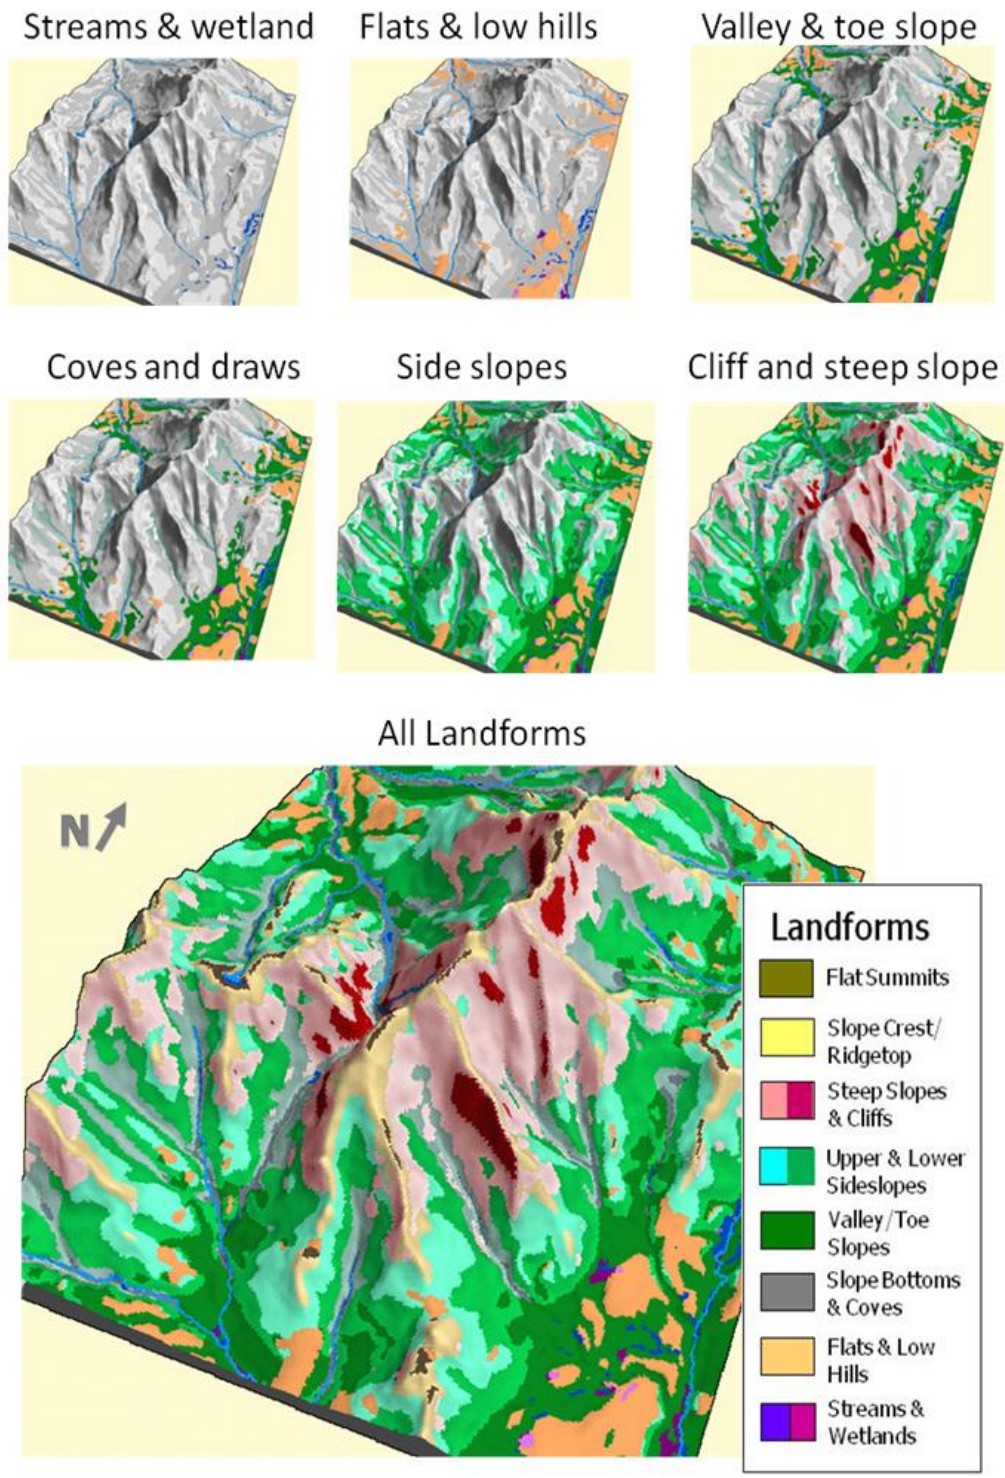 Streams & wetland
Flats & low hills
Valley & toe slope
Coves and draws
Side slopes
Cliff and steep slope
All Landforms
N
Landforms
Flat Summits
Slope Crest/
Ridgetop
Steep Slopes
& Cliffs
Upper & Lower
Sideslopes
Valley/Toe
Slopes
Slope Bottoms
& Coves
Flats & Low
Hills
Streams &
Wetlands